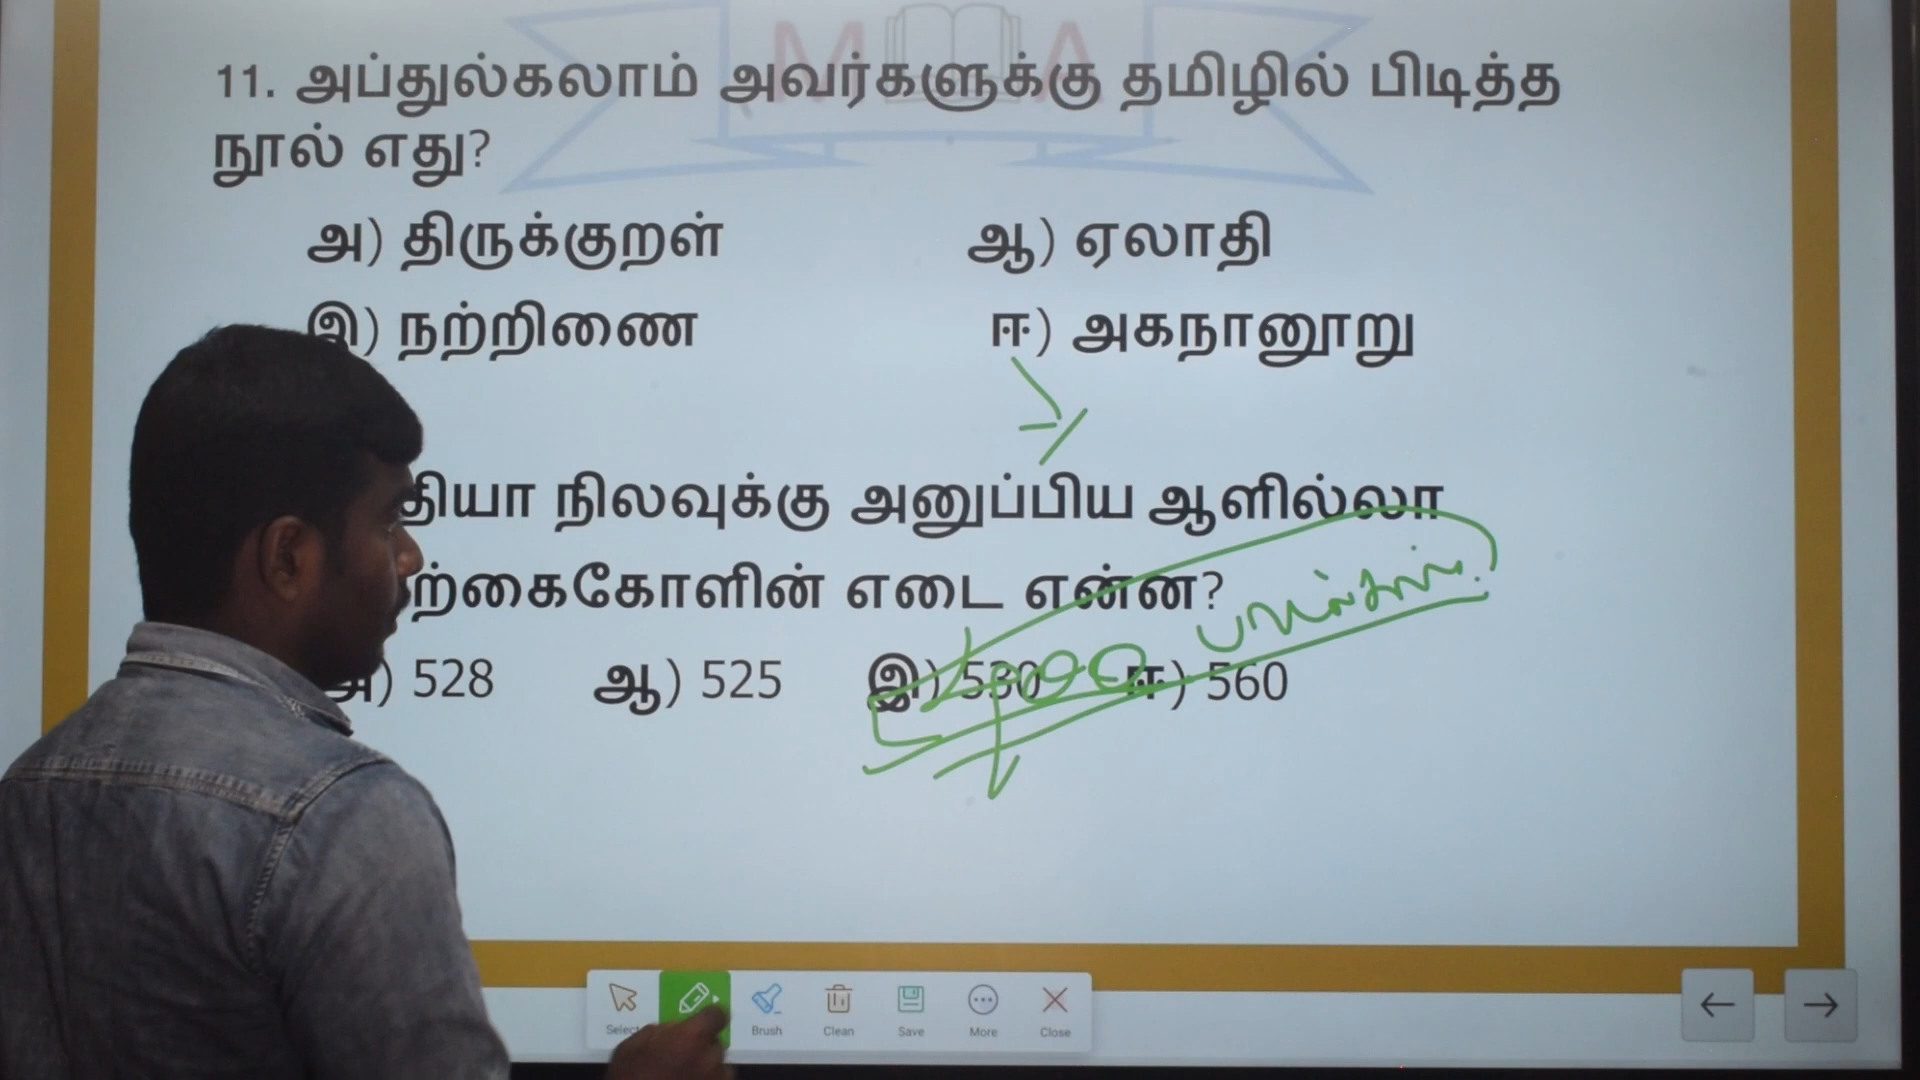 M A
11. அப்துல்கலாம் அவர்களுக்கு தமிழில் பிடித்த
நூல் எது?
அ) திருக்குறள் ஆ) ஏலாதி
இ) நற்றிணை ஈ) அகநானூறு
தியா நிலவுக்கு அனுப்பிய ஆளில்லா
ற்கைகோளின் எடை என்ன?
அ) 528 ஆ) 525 இ) 530 ஈ) 560
Select Brush Clean Save More Close